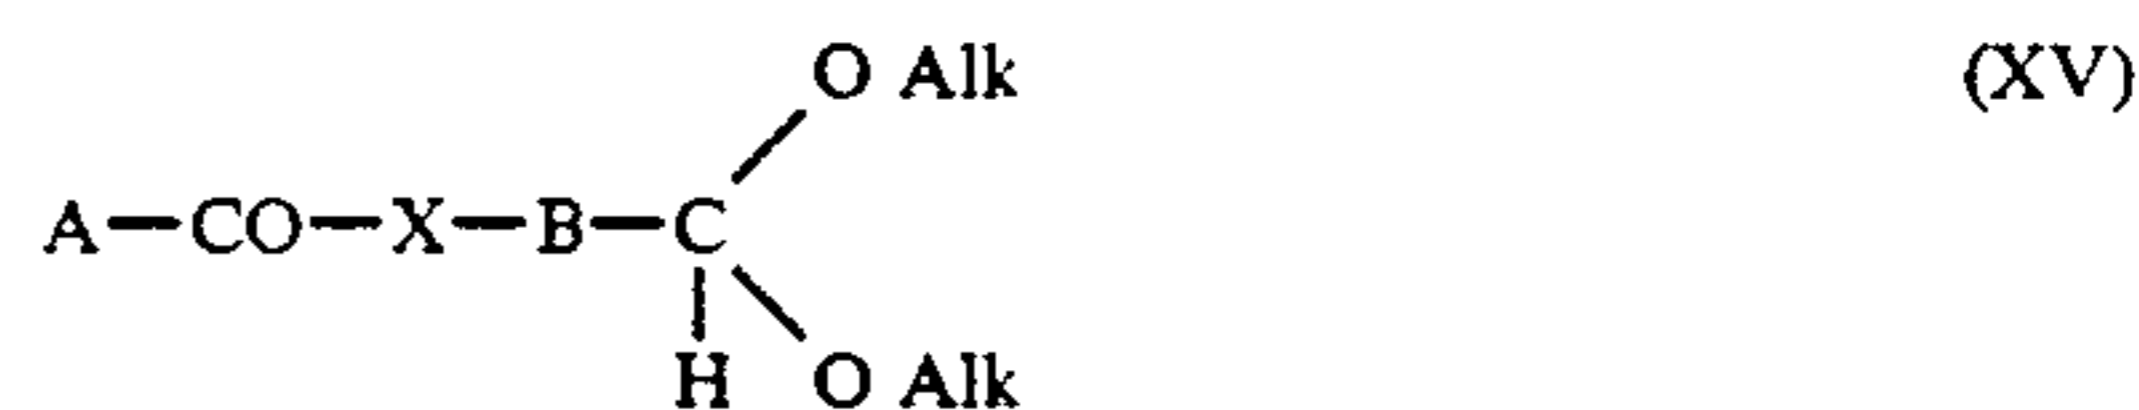 O Alk (XV)
A—CO—X—B—C
H O Alk